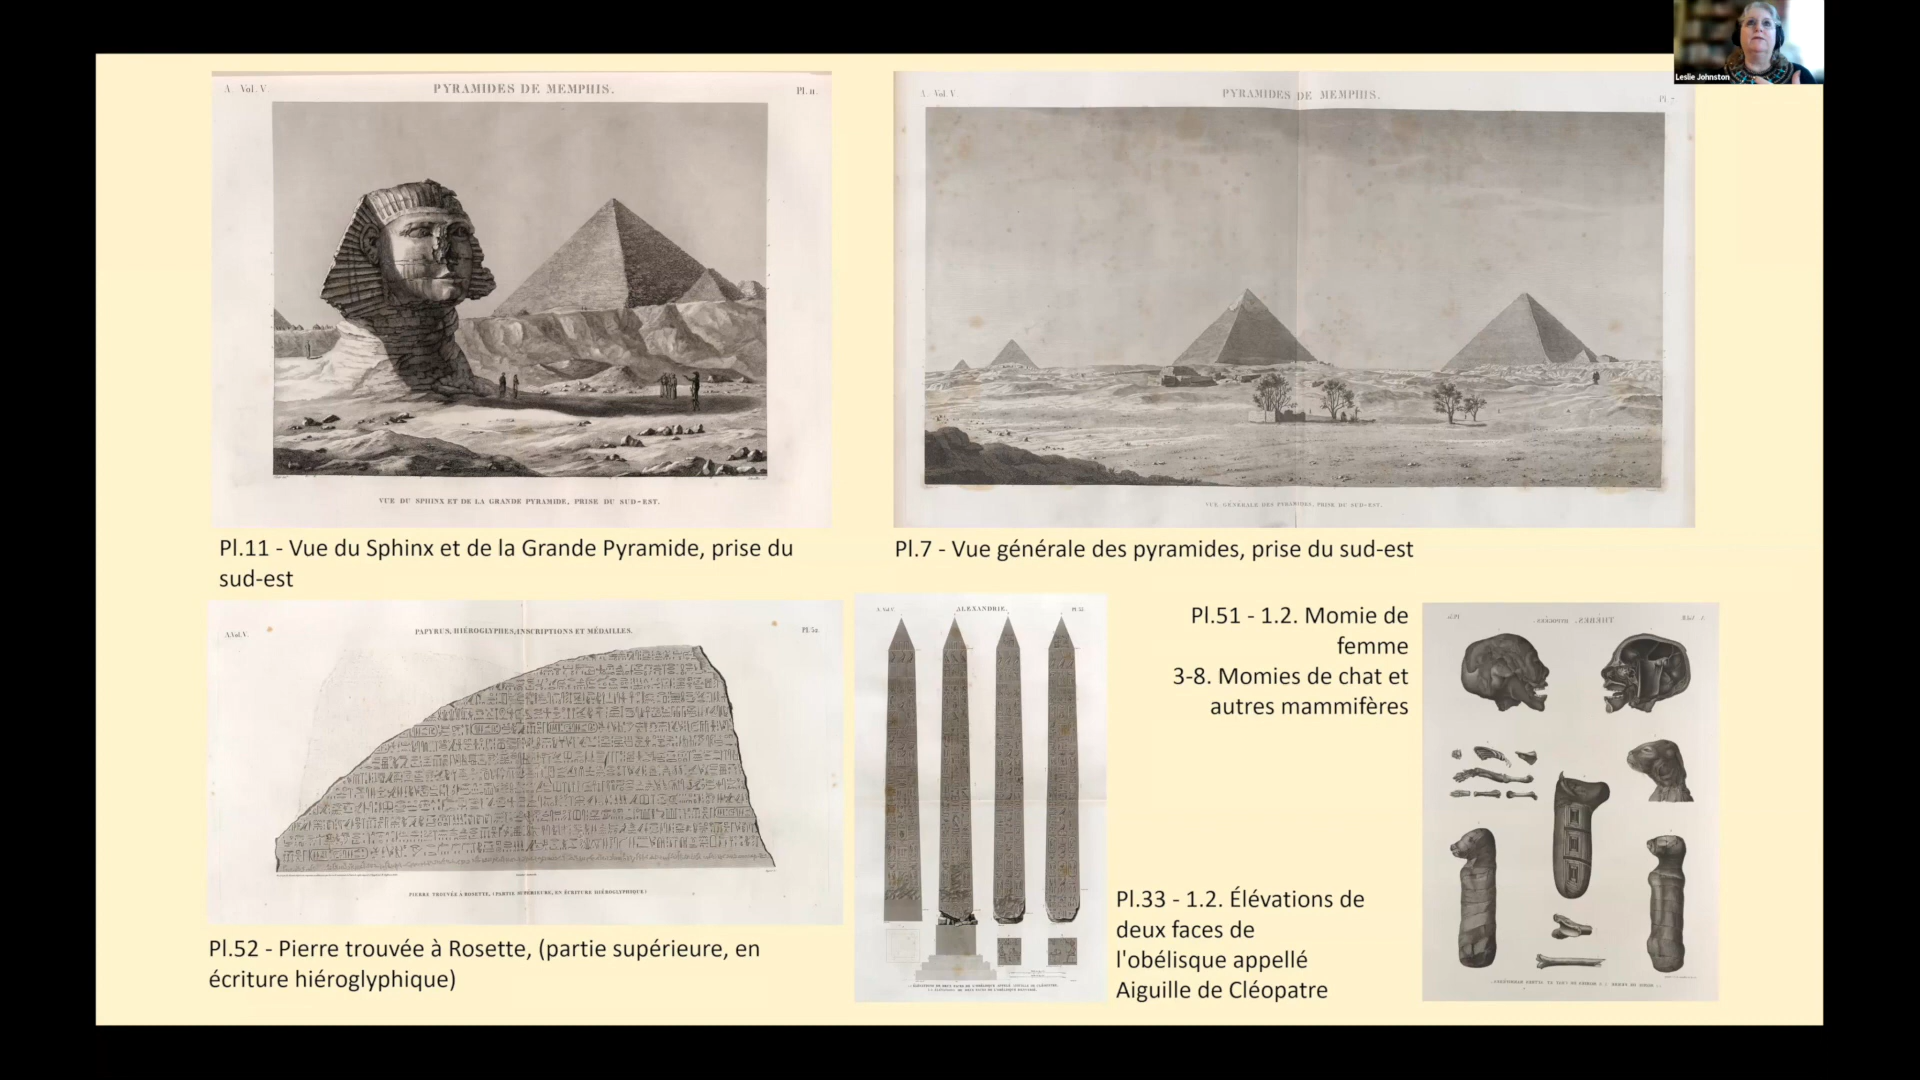 Leslie Johnston
A. Vol. V.
PYRAMIDES DE MEMPHIS.
Pl. 11.
VUE DU SPHINX ET DE LA GRANDE PYRAMIDE, PRISE DU SUD-EST.
Pl.11 - Vue du Sphinx et de la Grande Pyramide, prise du
sud-est
A. Vol. V.
PYRAMIDES DE MEMPHIS.
Pl. 7
VUE GÉNÉRALE DES PYRAMIDES, PRISE DU SUD-EST.
Pl.7 - Vue générale des pyramides, prise du sud-est
A.Vol.V.
PAPYRUS, HIÉROGLYPHES, INSCRIPTIONS ET MÉDAILLES.
Pl. 52.
PIERRE TROUVÉE À ROSETTE, (PARTIE SUPÉRIEURE, EN ÉCRITURE HIÉROGLYPHIQUE)
Pl.52 - Pierre trouvée à Rosette, (partie supérieure, en
écriture hiéroglyphique)
A. Vol. V.
ALEXANDRIE.
Pl. 33.
Pl.33 - 1.2. Élévations de
deux faces de
l'obélisque appellé
Aiguille de Cléopatre
Pl.51 - 1.2. Momie de
femme
3-8. Momies de chat et
autres mammifères